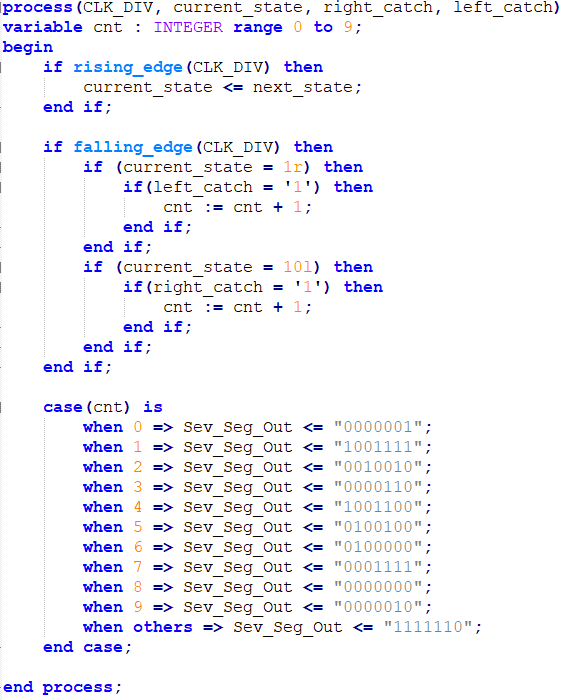 process(CLK_DIV, current_state, right_catch, left_catch)
variable cnt : INTEGER range 0 to 9;
begin
    if rising_edge(CLK_DIV) then
        current_state <= next_state;
    end if;

    if falling_edge(CLK_DIV) then
        if (current_state = 1r) then
            if(left_catch = '1') then
                cnt := cnt + 1;
            end if;
        end if;
        if (current_state = 10l) then
            if(right_catch = '1') then
                cnt := cnt + 1;
            end if;
        end if;
    end if;

    case(cnt) is
        when 0 => Sev_Seg_Out <= "0000001";
        when 1 => Sev_Seg_Out <= "1001111";
        when 2 => Sev_Seg_Out <= "0010010";
        when 3 => Sev_Seg_Out <= "0000110";
        when 4 => Sev_Seg_Out <= "1001100";
        when 5 => Sev_Seg_Out <= "0100100";
        when 6 => Sev_Seg_Out <= "0100000";
        when 7 => Sev_Seg_Out <= "0001111";
        when 8 => Sev_Seg_Out <= "0000000";
        when 9 => Sev_Seg_Out <= "0000010";
        when others => Sev_Seg_Out <= "1111110";
    end case;

end process;